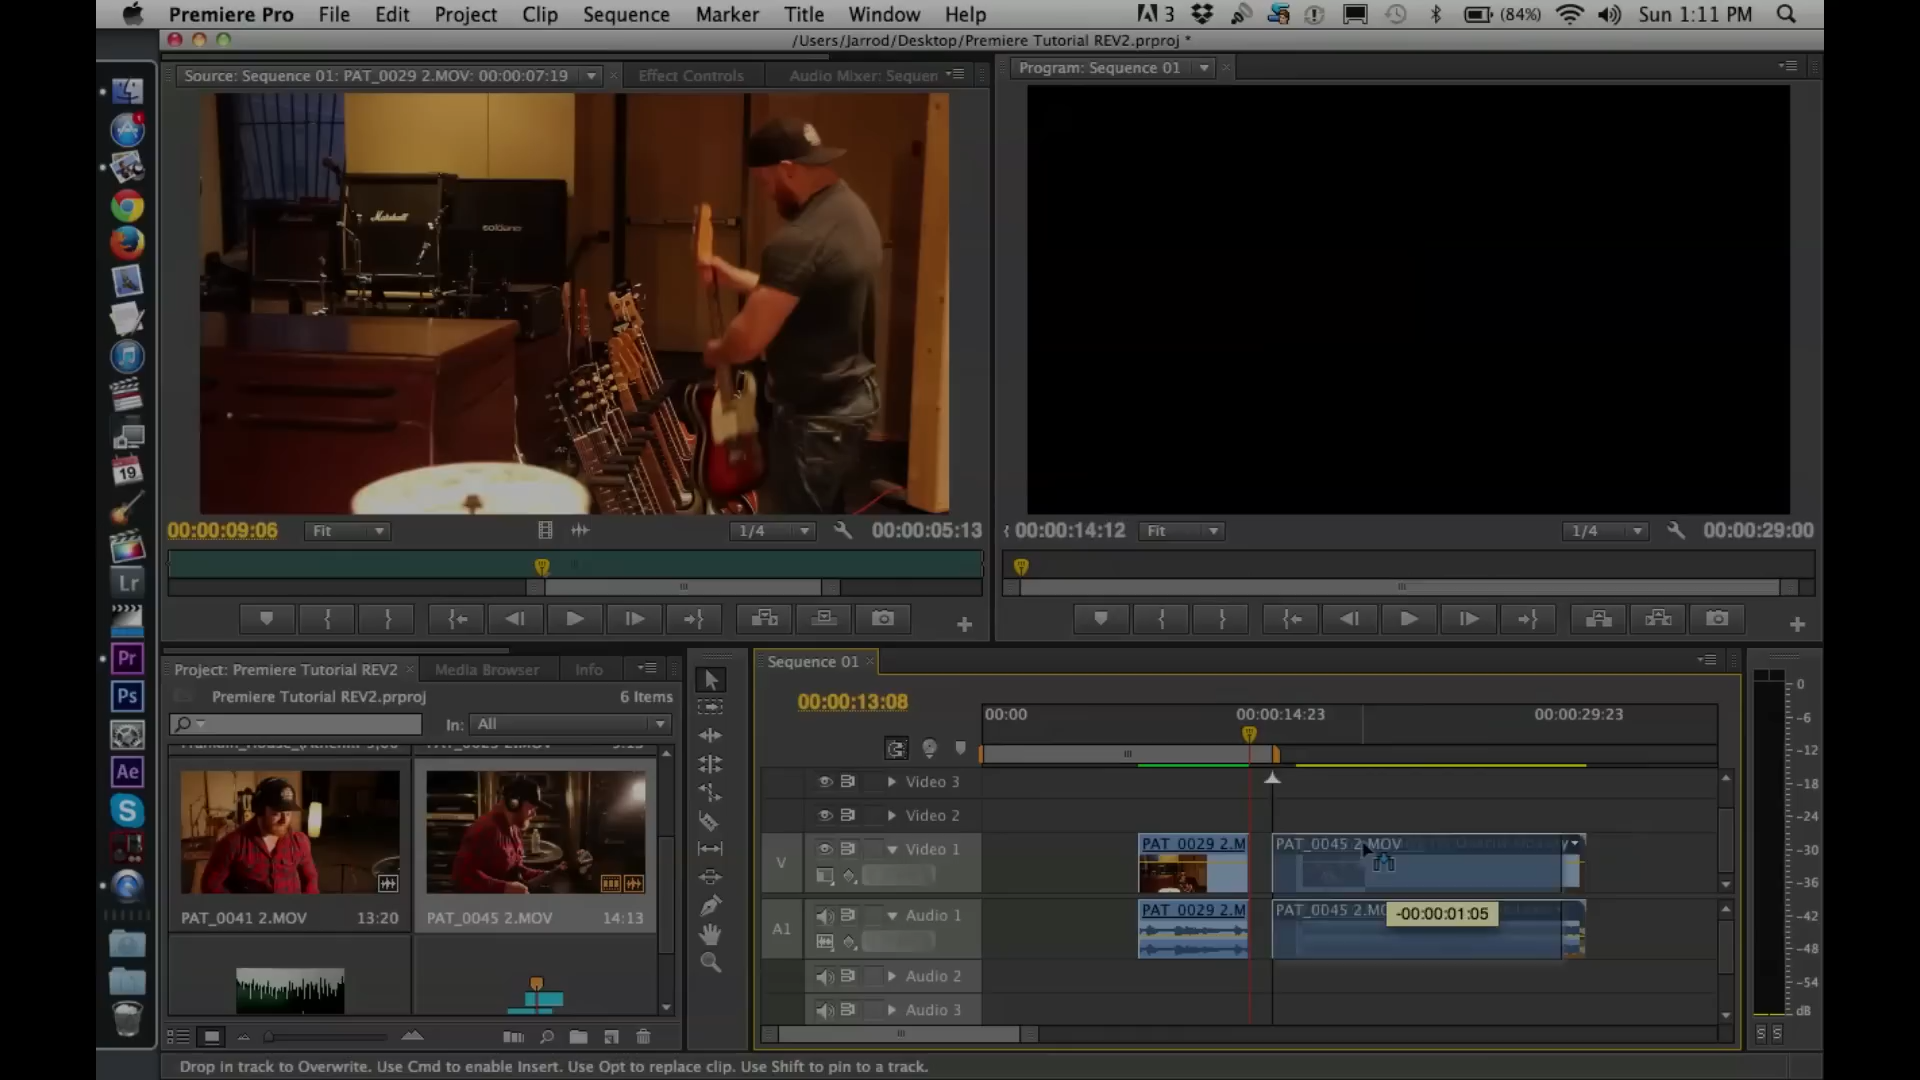 Premiere Pro File Edit Project Clip Sequence Marker Title Window Help 3 (84%) Sun 1:11 PM
/Users/Jarrod/Desktop/Premiere Tutorial REV2.prproj *
Source: Sequence 01: PAT_0029 2.MOV: 00:00:07:19 Effect Controls Audio Mixer: Sequen
Program: Sequence 01
Marshall
soldano
00:00:09:06 Fit 1/4 00:00:05:13
00:00:14:12 Fit 1/4 00:00:29:00
Project: Premiere Tutorial REV2 Media Browser Info
Premiere Tutorial REV2.prproj 6 Items
In: All
PAT_0041 2.MOV 13:20
PAT_0045 2.MOV 14:13
19
Lr
Pr
Ps
Ae
Sequence 01
00:00:13:08
00:00 00:00:14:23 00:00:29:23
Video 3
Video 2
V Video 1
PAT_0029 2.M PAT_0045 2.MOV
A1 Audio 1
PAT_0029 2.M PAT_0045 2.MO -00:00:01:05
Audio 2
Audio 3
0
-6
-12
-18
-24
-30
-36
-42
-48
-54
dB
S S
Drop in track to Overwrite. Use Cmd to enable Insert. Use Opt to replace clip. Use Shift to pin to a track.